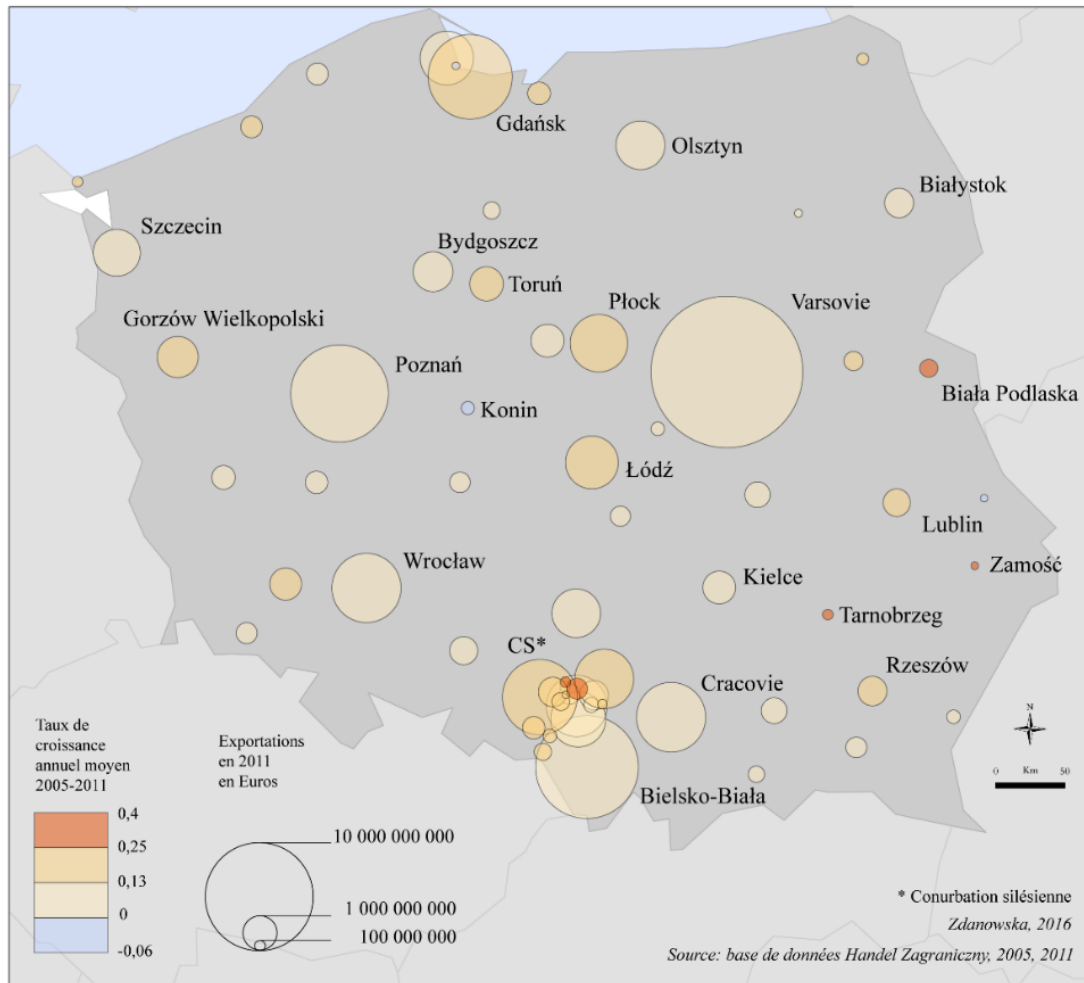 Gdańsk
Olsztyn
Białystok
Szczecin
Bydgoszcz
Toruń
Płock
Varsovie
Gorzów Wielkopolski
Poznań
Biała Podlaska
Konin
Łódź
Lublin
Wrocław
Kielce
Zamość
Tarnobrzeg
CS*
Cracovie
Rzeszów
Bielsko-Biała
Taux de
croissance
annuel moyen
2005-2011
0,4
0,25
0,13
0
-0,06
Exportations
en 2011
en Euros
10 000 000 000
1 000 000 000
100 000 000
N
Km
0 50
* Conurbation silésienne
Zdanowska, 2016
Source: base de données Handel Zagraniczny, 2005, 2011